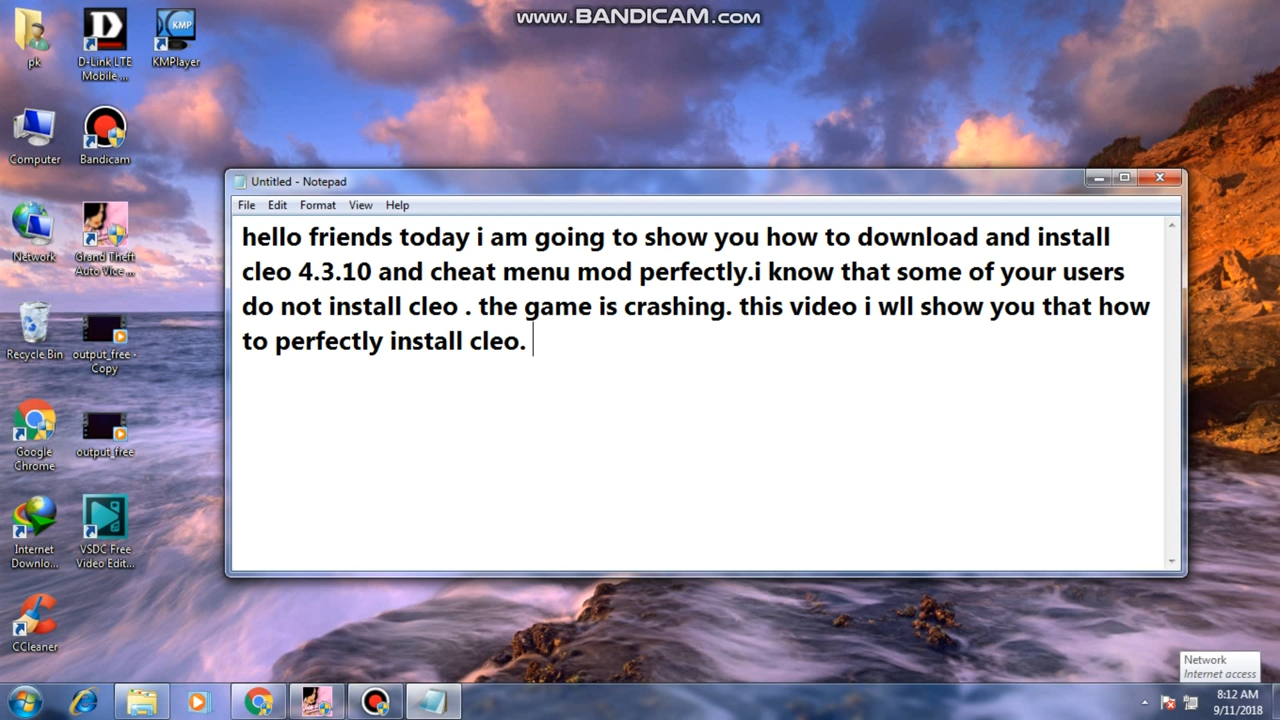 www.BANDICAM.com
pk
D-Link LTE
Mobile ...
KMP
KMPlayer
Computer
Bandicam
Network
Grand Theft
Auto Vice ...
Recycle Bin
output_free -
Copy
Google
Chrome
output_free
Internet
Downlo...
VSDC Free
Video Edit...
CCleaner
Untitled - Notepad
File Edit Format View Help
hello friends today i am going to show you how to download and install
cleo 4.3.10 and cheat menu mod perfectly.i know that some of your users
do not install cleo . the game is crashing. this video i wll show you that how
to perfectly install cleo.
Network
Internet access
8:12 AM
9/11/2018